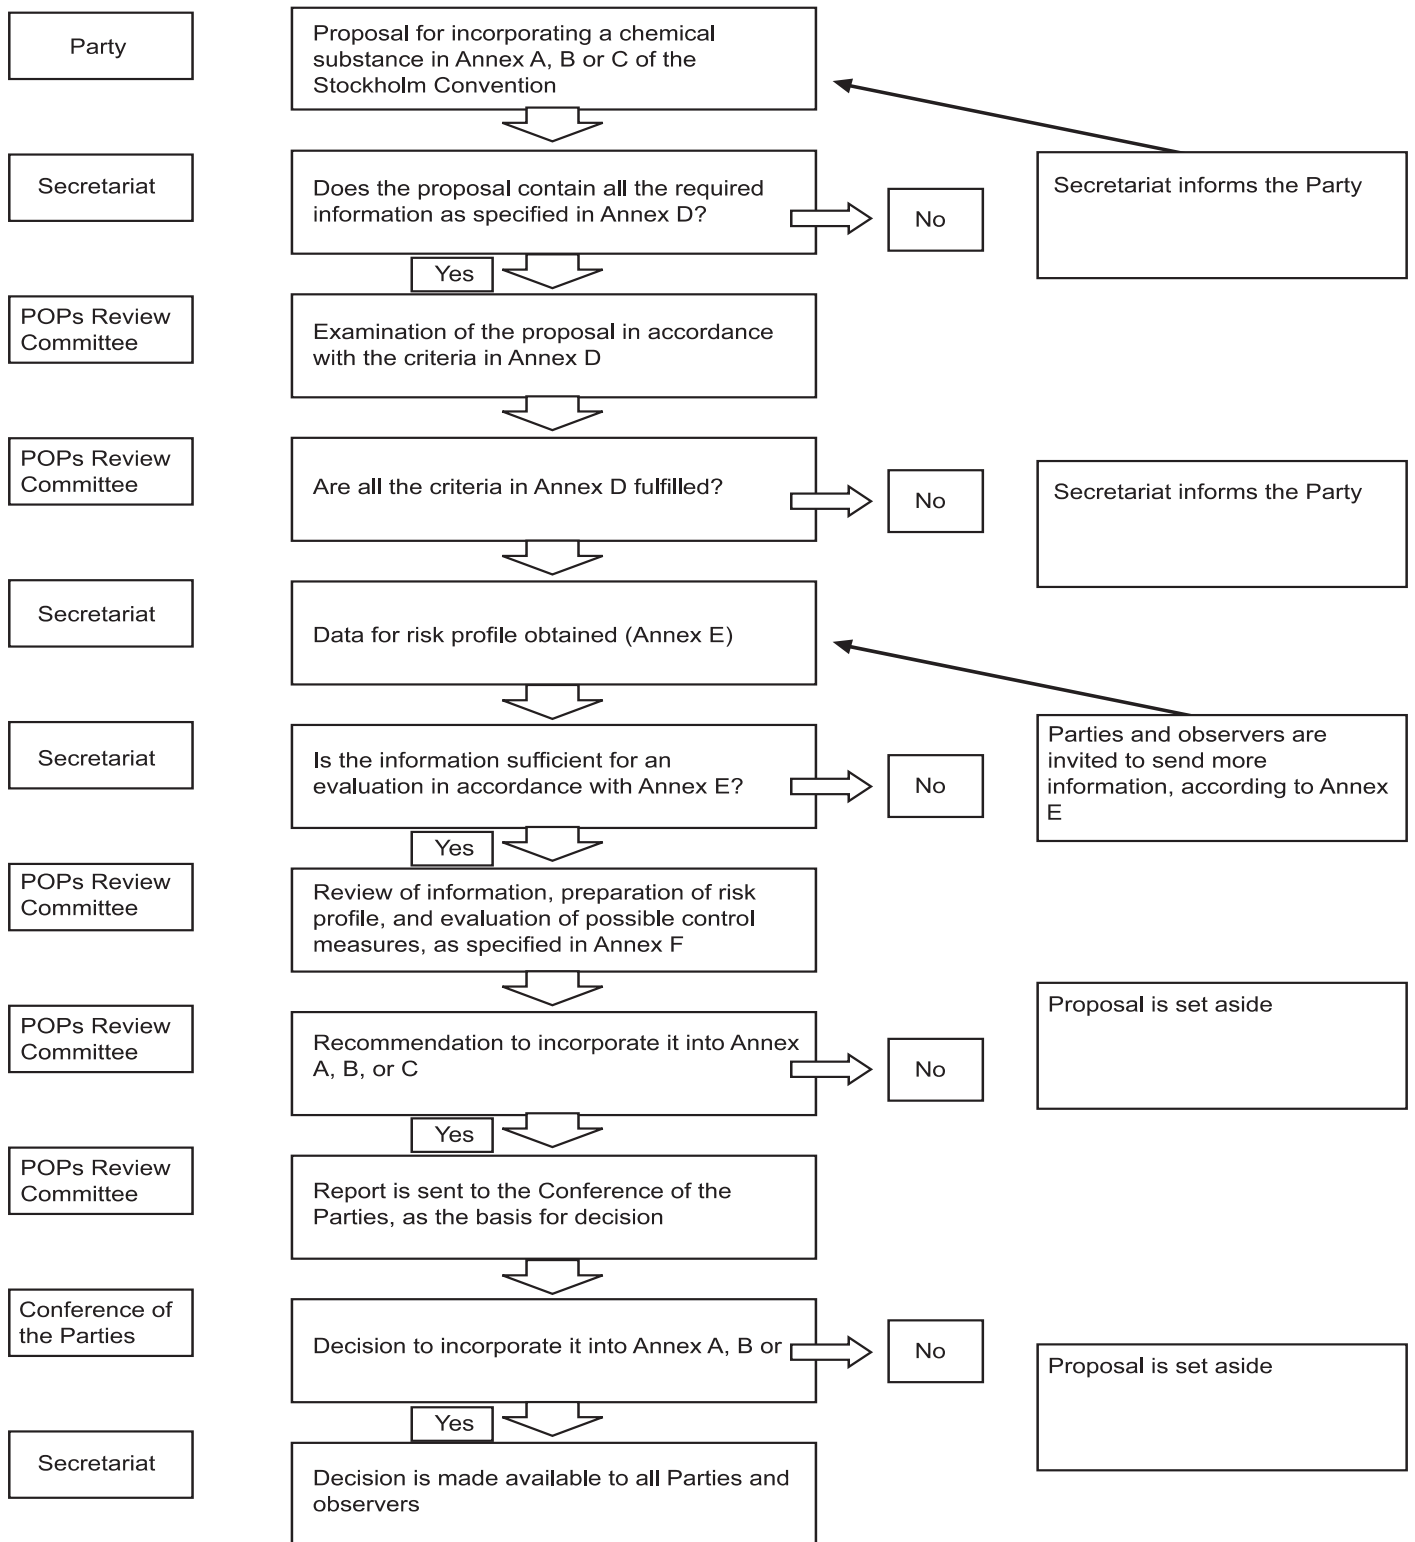 Party
Proposal for incorporating a chemical
substance in Annex A, B or C of the
Stockholm Convention
Secretariat
Does the proposal contain all the required
information as specified in Annex D?
No
Secretariat informs the Party
Yes
POPs Review
Committee
Examination of the proposal in accordance
with the criteria in Annex D
POPs Review
Committee
Are all the criteria in Annex D fulfilled?
No
Secretariat informs the Party
Secretariat
Data for risk profile obtained (Annex E)
Secretariat
Is the information sufficient for an
evaluation in accordance with Annex E?
No
Parties and observers are
invited to send more
information, according to Annex
E
Yes
POPs Review
Committee
Review of information, preparation of risk
profile, and evaluation of possible control
measures, as specified in Annex F
POPs Review
Committee
Recommendation to incorporate it into Annex
A, B, or C
No
Proposal is set aside
Yes
POPs Review
Committee
Report is sent to the Conference of the
Parties, as the basis for decision
Conference of
the Parties
Decision to incorporate it into Annex A, B or
No
Proposal is set aside
Yes
Secretariat
Decision is made available to all Parties and
observers